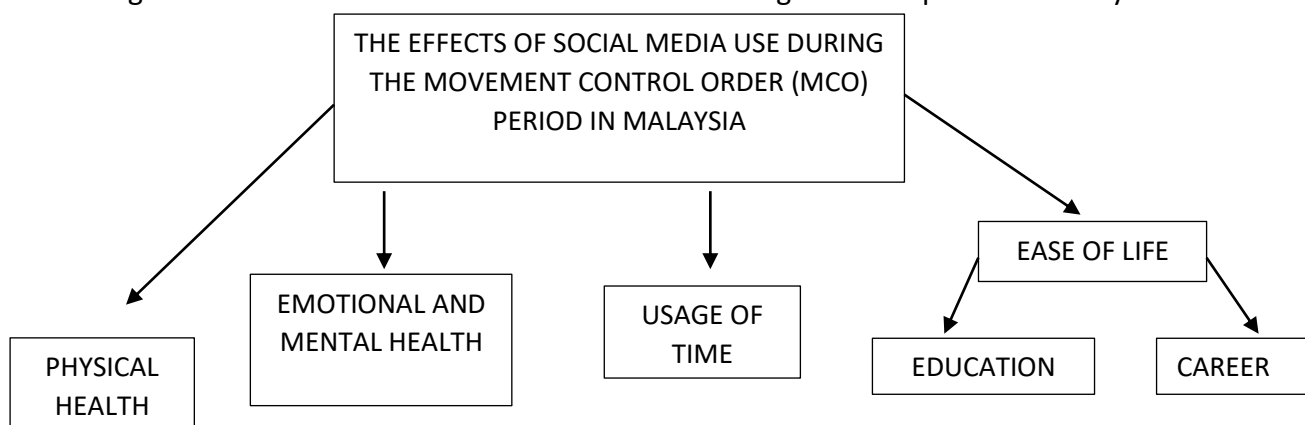 THE EFFECTS OF SOCIAL MEDIA USE DURING
THE MOVEMENT CONTROL ORDER (MCO)
PERIOD IN MALAYSIA
EASE OF LIFE
EMOTIONAL AND
MENTAL HEALTH
USAGE OF
TIME
PHYSICAL
HEALTH
EDUCATION
CAREER